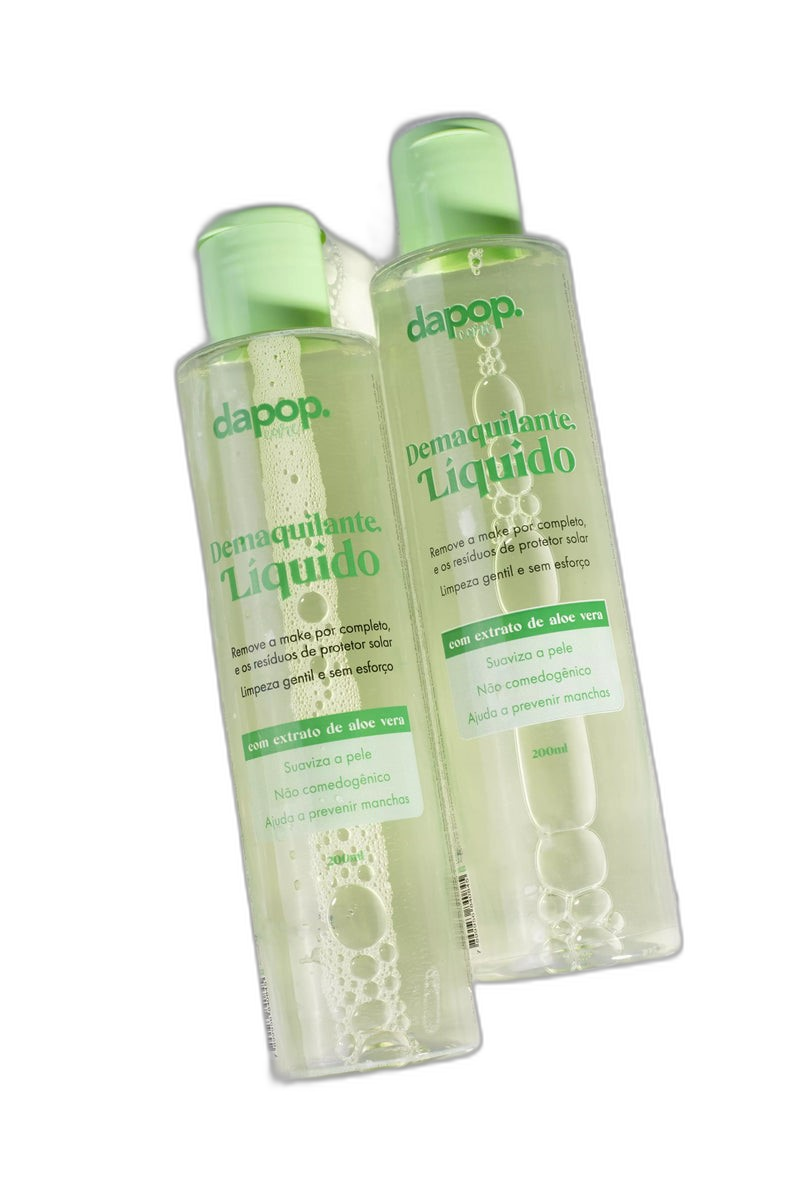 dapop.
Demaquilante
Líquido
Remove a make por completo,
e os resíduos de protetor solar
Limpeza gentil e sem esforço
com extrato de aloe vera
Suaviza a pele
Não comedogênico
Ajuda a prevenir manchas
200ml
dapop.
Demaquilante
Líquido
Remove a make por completo,
e os resíduos de protetor solar
Limpeza gentil e sem esforço
com extrato de aloe vera
Suaviza a pele
Não comedogênico
Ajuda a prevenir manchas
200ml